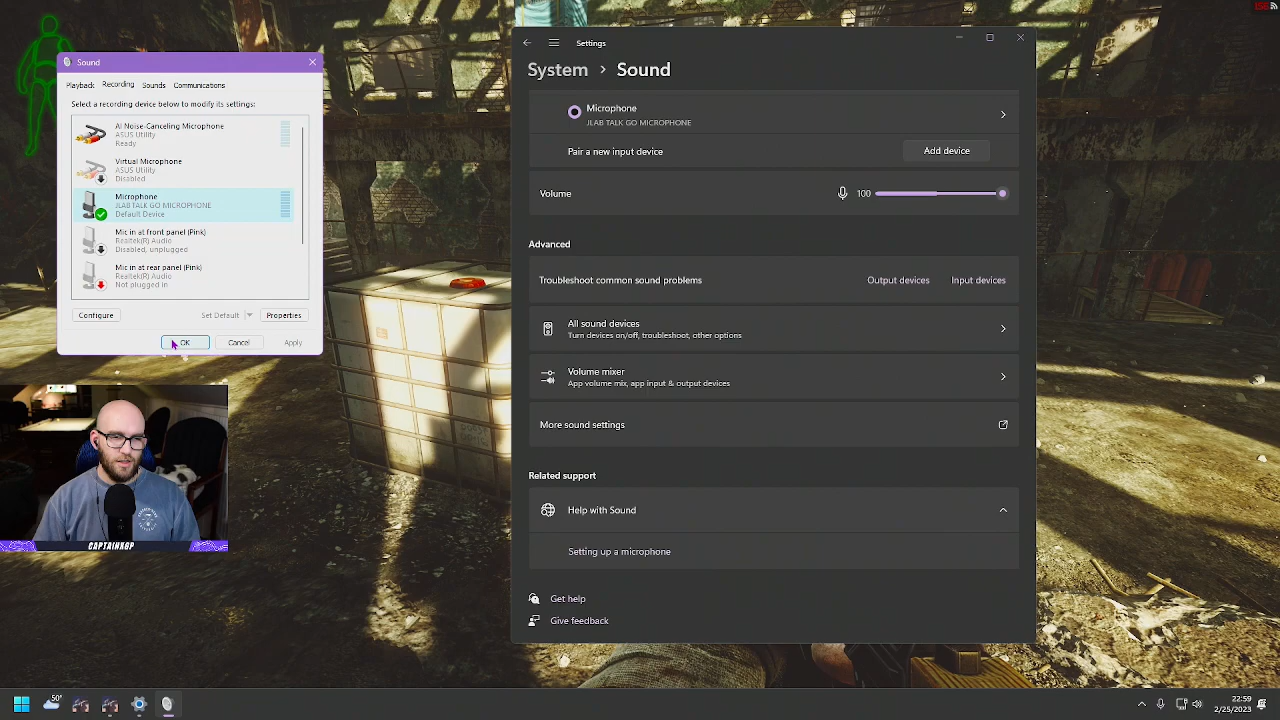 156
Sound
Playback Recording Sounds Communications
Select a recording device below to modify its settings:
AI Noise-Canceling Microphone
ASUS Utility
Ready
Virtual Microphone
ASUS Utility
Disabled
Microphone
JLAB TALK GO MICROPHONE
Default Device
Mic in at front panel (Pink)
Realtek(R) Audio
Disabled, unplugged
Mic in at rear panel (Pink)
Realtek(R) Audio
Not plugged in
Configure Set Default Properties
OK Cancel Apply
CAPTAINXBP
Settings
System > Sound
Microphone
JLAB TALK GO MICROPHONE
Pair a new input device Add device
Volume 100
Advanced
Troubleshoot common sound problems Output devices Input devices
All sound devices
Turn devices on/off, troubleshoot, other options
Volume mixer
App volume mix, app input & output devices
More sound settings
Related support
Help with Sound
Setting up a microphone
Get help
Give feedback
50°
22:59
2/25/2023